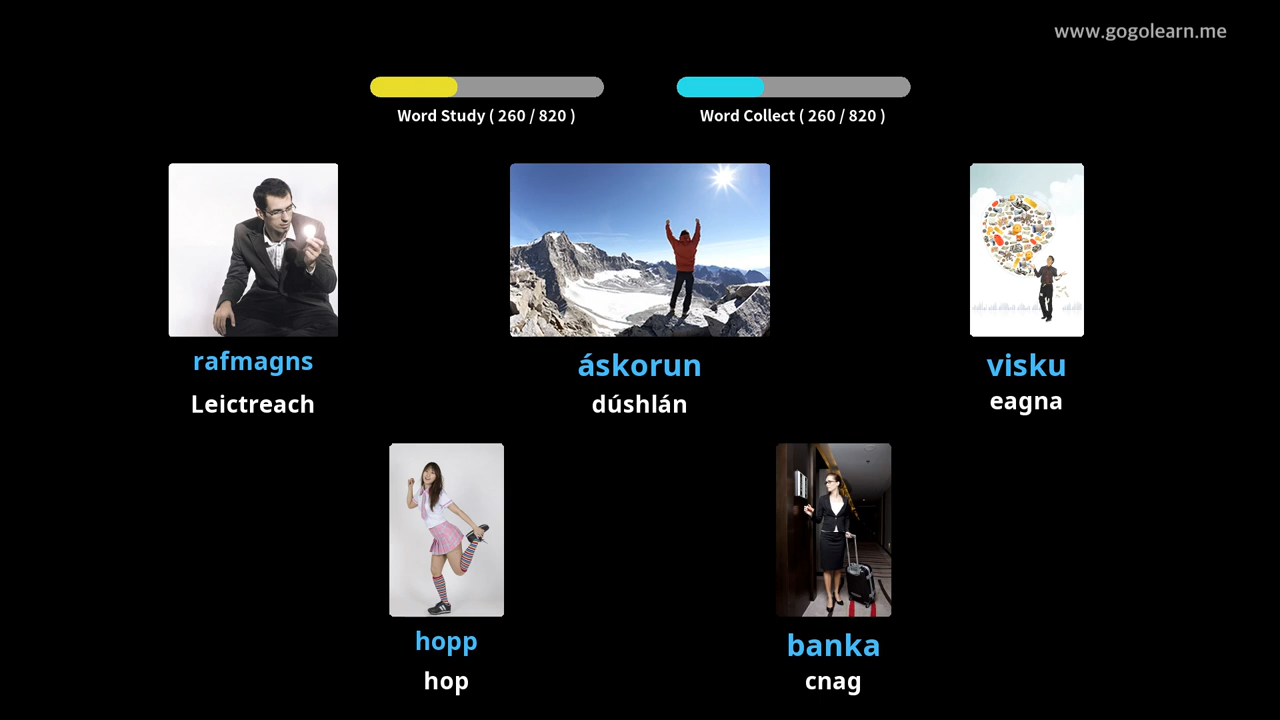 www.gogolearn.me
Word Study ( 260 / 820 )
Word Collect ( 260 / 820 )
rafmagns
Leictreach
áskorun
dúshlán
visku
eagna
hopp
hop
banka
cnag